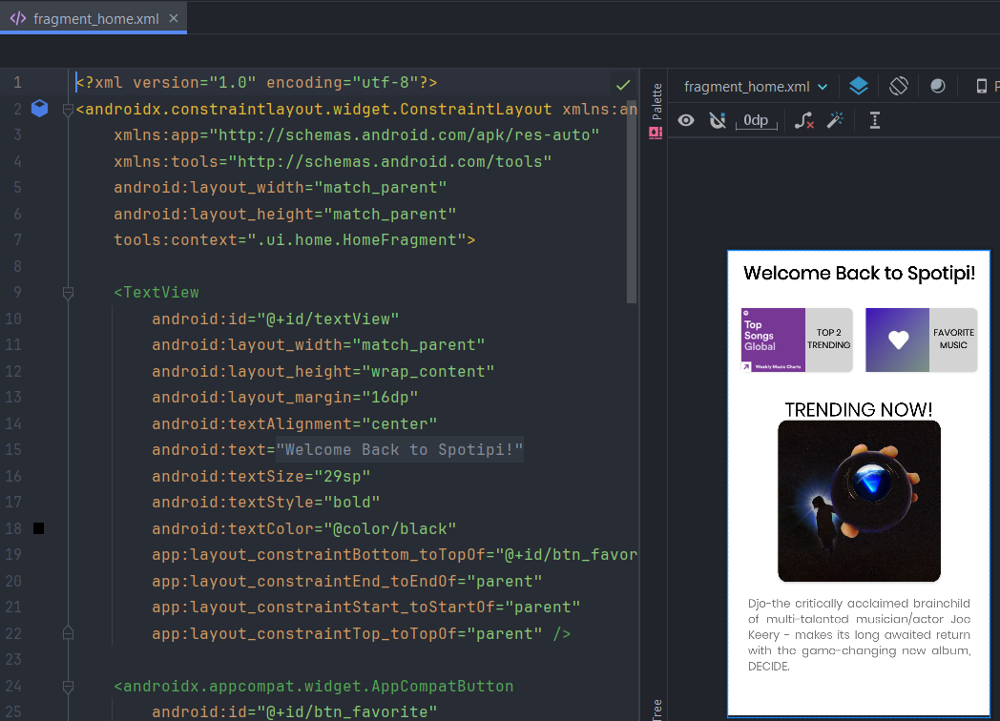 fragment_home.xml
1 <?xml version="1.0" encoding="utf-8"?>
2 <androidx.constraintlayout.widget.ConstraintLayout xmlns:an
3 xmlns:app="http://schemas.android.com/apk/res-auto"
4 xmlns:tools="http://schemas.android.com/tools"
5 android:layout_width="match_parent"
6 android:layout_height="match_parent"
7 tools:context=".ui.home.HomeFragment">
8
9 <TextView
10 android:id="@+id/textView"
11 android:layout_width="match_parent"
12 android:layout_height="wrap_content"
13 android:layout_margin="16dp"
14 android:textAlignment="center"
15 android:text="Welcome Back to Spotipi!"
16 android:textSize="29sp"
17 android:textStyle="bold"
18 android:textColor="@color/black"
19 app:layout_constraintBottom_toTopOf="@+id/btn_favor
20 app:layout_constraintEnd_toEndOf="parent"
21 app:layout_constraintStart_toStartOf="parent"
22 app:layout_constraintTop_toTopOf="parent" />
23
24 <androidx.appcompat.widget.AppCompatButton
25 android:id="@+id/btn_favorite"
Palette
Tree
fragment_home.xml
P
0dp
Welcome Back to Spotipi!
Top
Songs
Global
Weekly Music Charts
TOP 2
TRENDING
FAVORITE
MUSIC
TRENDING NOW!
Djo-the critically acclaimed brainchild
of multi-talented musician/actor Joe
Keery - makes its long awaited return
with the game-changing new album,
DECIDE.